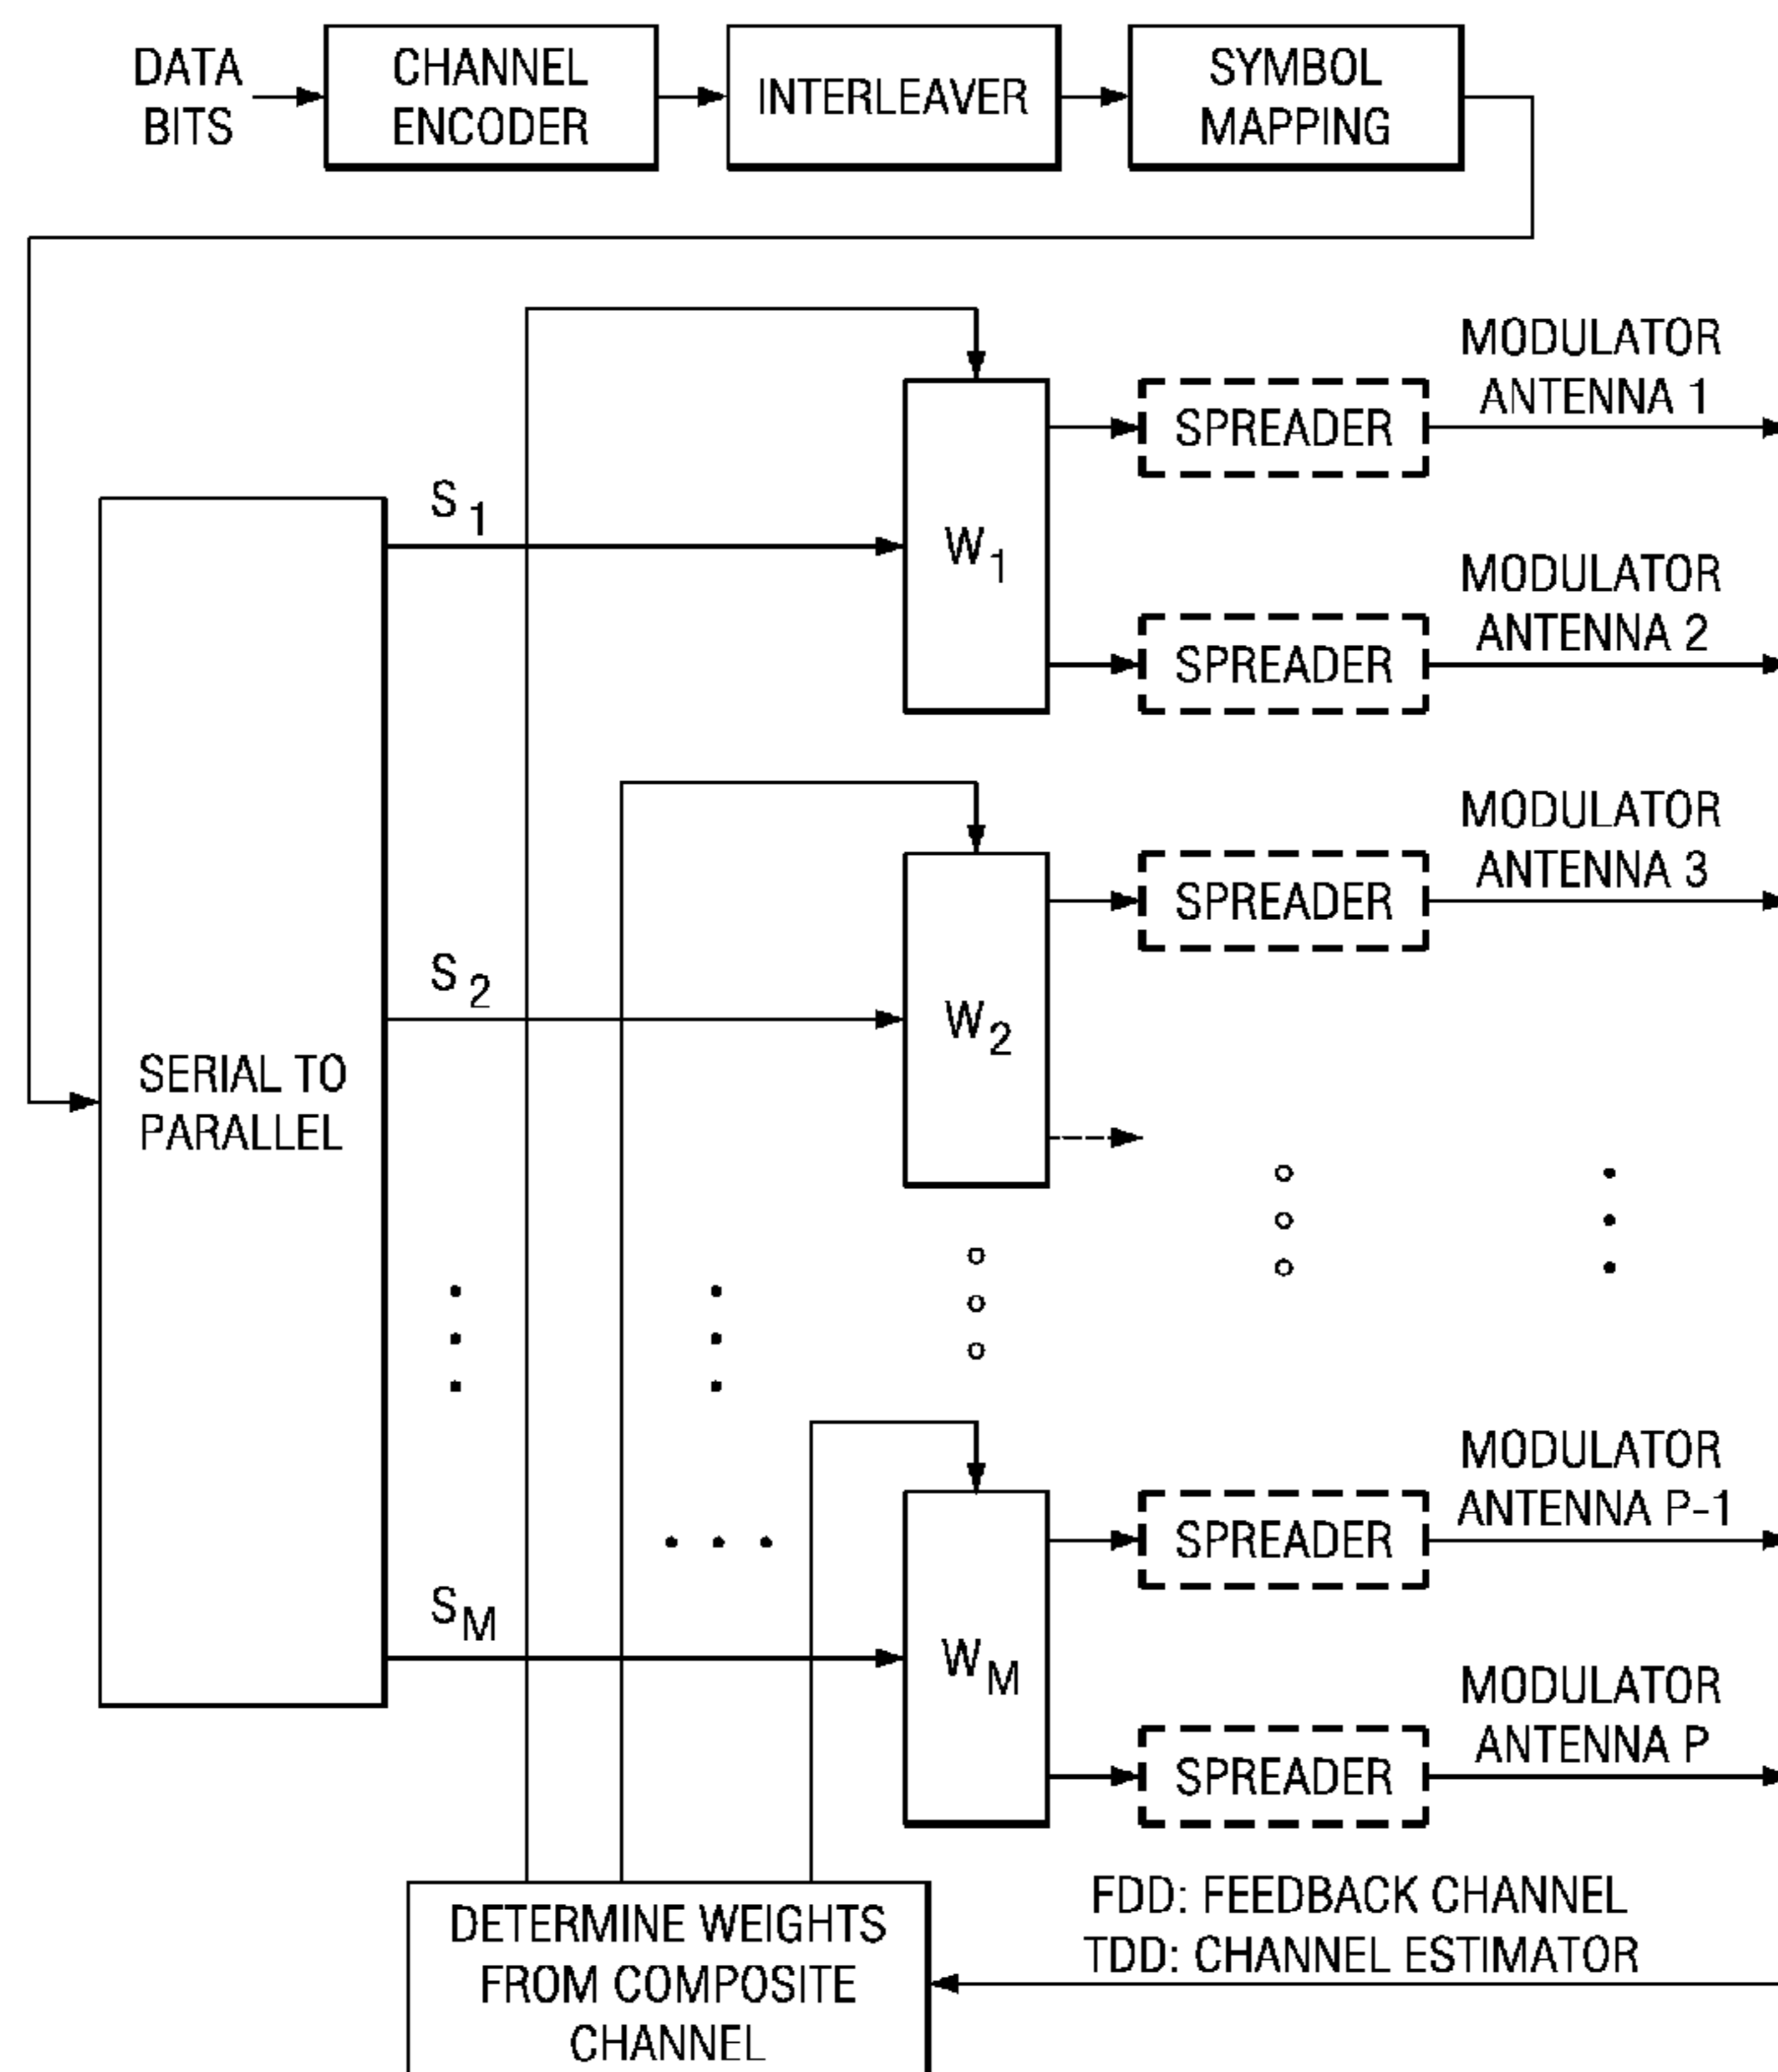 DATA
BITS
CHANNEL
ENCODER
INTERLEAVER
SYMBOL
MAPPING
MODULATOR
ANTENNA 1
SPREADER
S1
W1
MODULATOR
ANTENNA 2
SPREADER
MODULATOR
ANTENNA 3
SPREADER
S2
W2
SERIAL TO
PARALLEL
MODULATOR
ANTENNA P-1
SPREADER
SM
WM
MODULATOR
ANTENNA P
SPREADER
DETERMINE WEIGHTS
FROM COMPOSITE
CHANNEL
FDD: FEEDBACK CHANNEL
TDD: CHANNEL ESTIMATOR